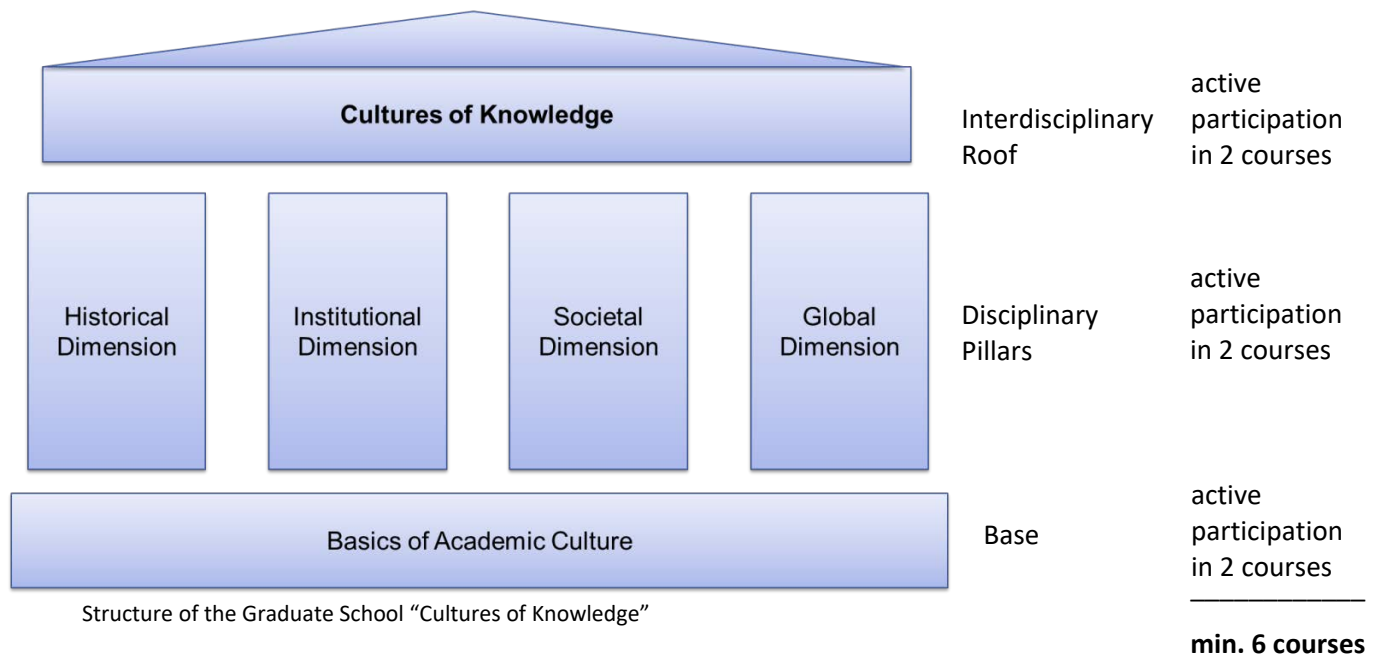 Cultures of Knowledge
Interdisciplinary
Roof
active
participation
in 2 courses
Historical
Dimension
Institutional
Dimension
Societal
Dimension
Global
Dimension
Disciplinary
Pillars
active
participation
in 2 courses
Basics of Academic Culture
Base
active
participation
in 2 courses
Structure of the Graduate School “Cultures of Knowledge”
min. 6 courses